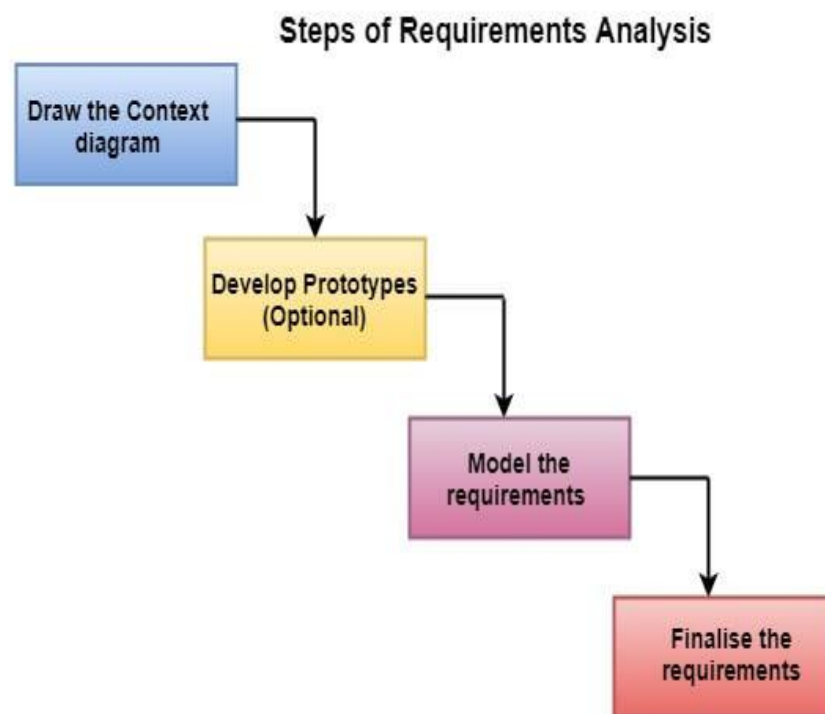 Steps of Requirements Analysis
Draw the Context
diagram
Develop Prototypes
(Optional)
Model the
requirements
Finalise the
requirements